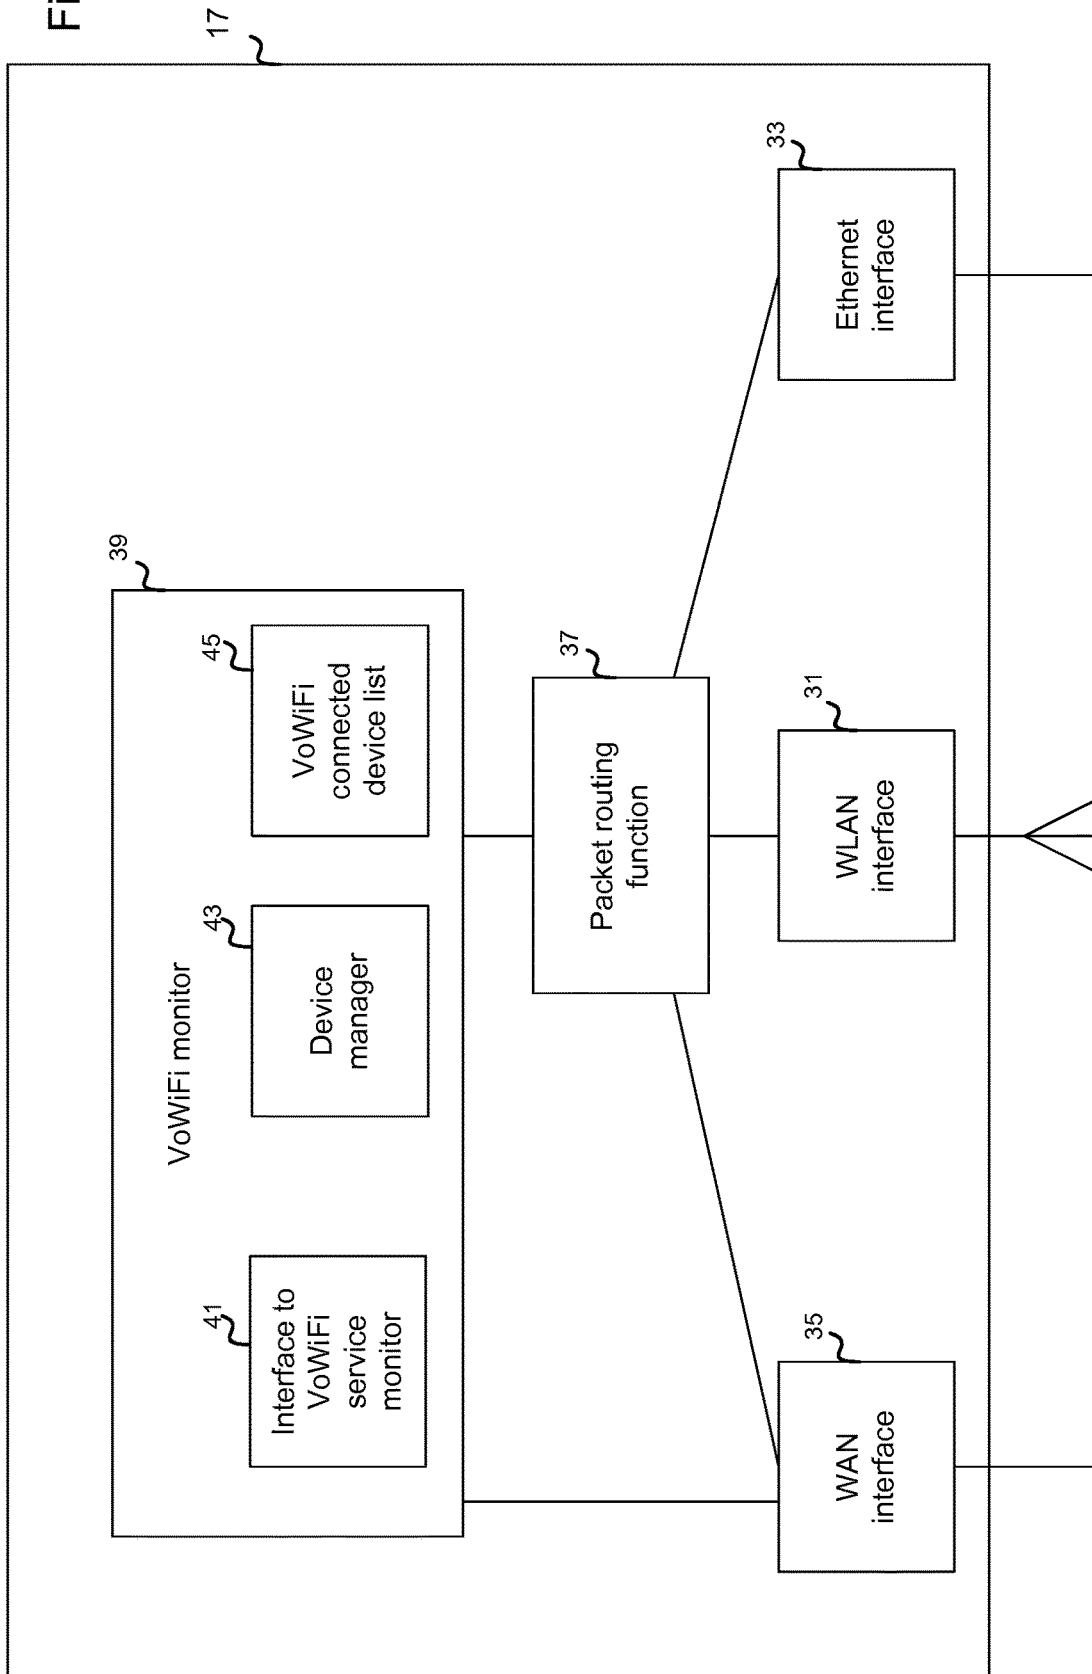 Fi
17
39
VoWiFi monitor
41
Interface to
VoWiFi
service
monitor
43
Device
manager
45
VoWiFi
connected
device list
37
Packet routing
function
35
WAN
interface
31
WLAN
interface
33
Ethernet
interface